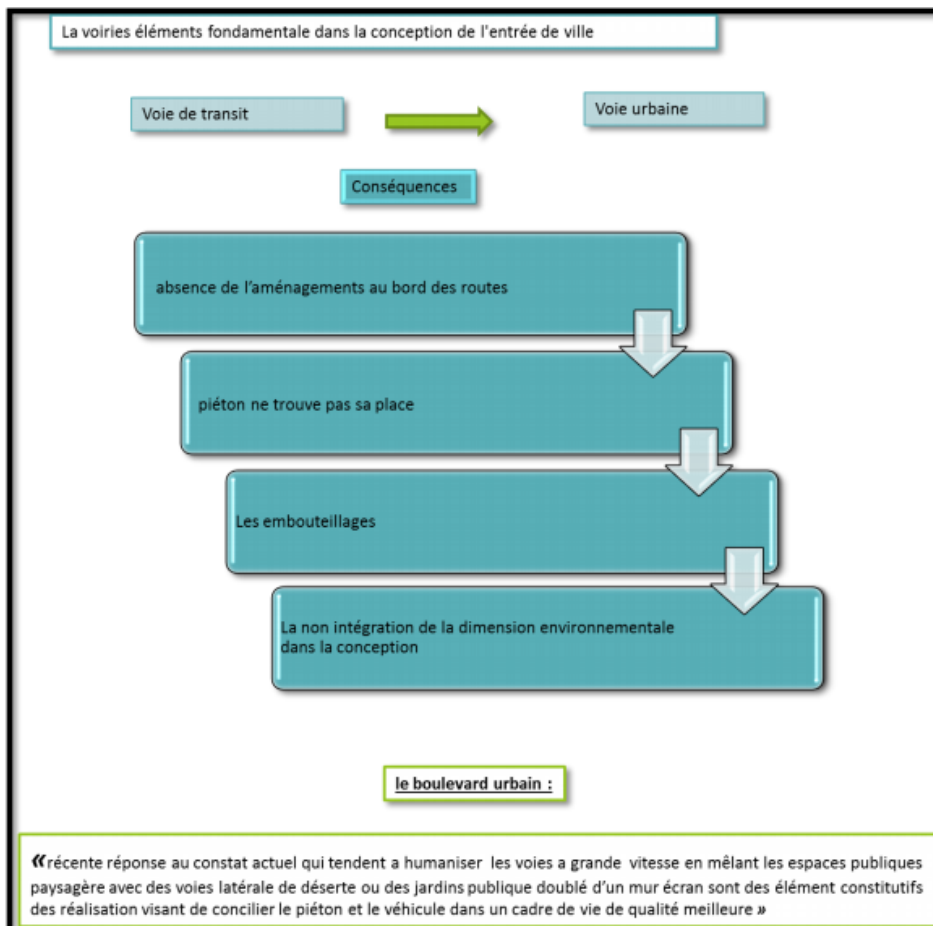 La voiries éléments fondamentale dans la conception de l'entrée de ville
Voie de transit
Voie urbaine
Conséquences
absence de l'aménagements au bord des routes
piéton ne trouve pas sa place
Les embouteillages
La non intégration de la dimension environnementale
dans la conception
le boulevard urbain :
« récente réponse au constat actuel qui tendent a humaniser les voies a grande vitesse en mêlant les espaces publiques
paysagère avec des voies latérale de déserte ou des jardins publique doublé d'un mur écran sont des élément constitutifs
des réalisation visant de concilier le piéton et le véhicule dans un cadre de vie de qualité meilleure »